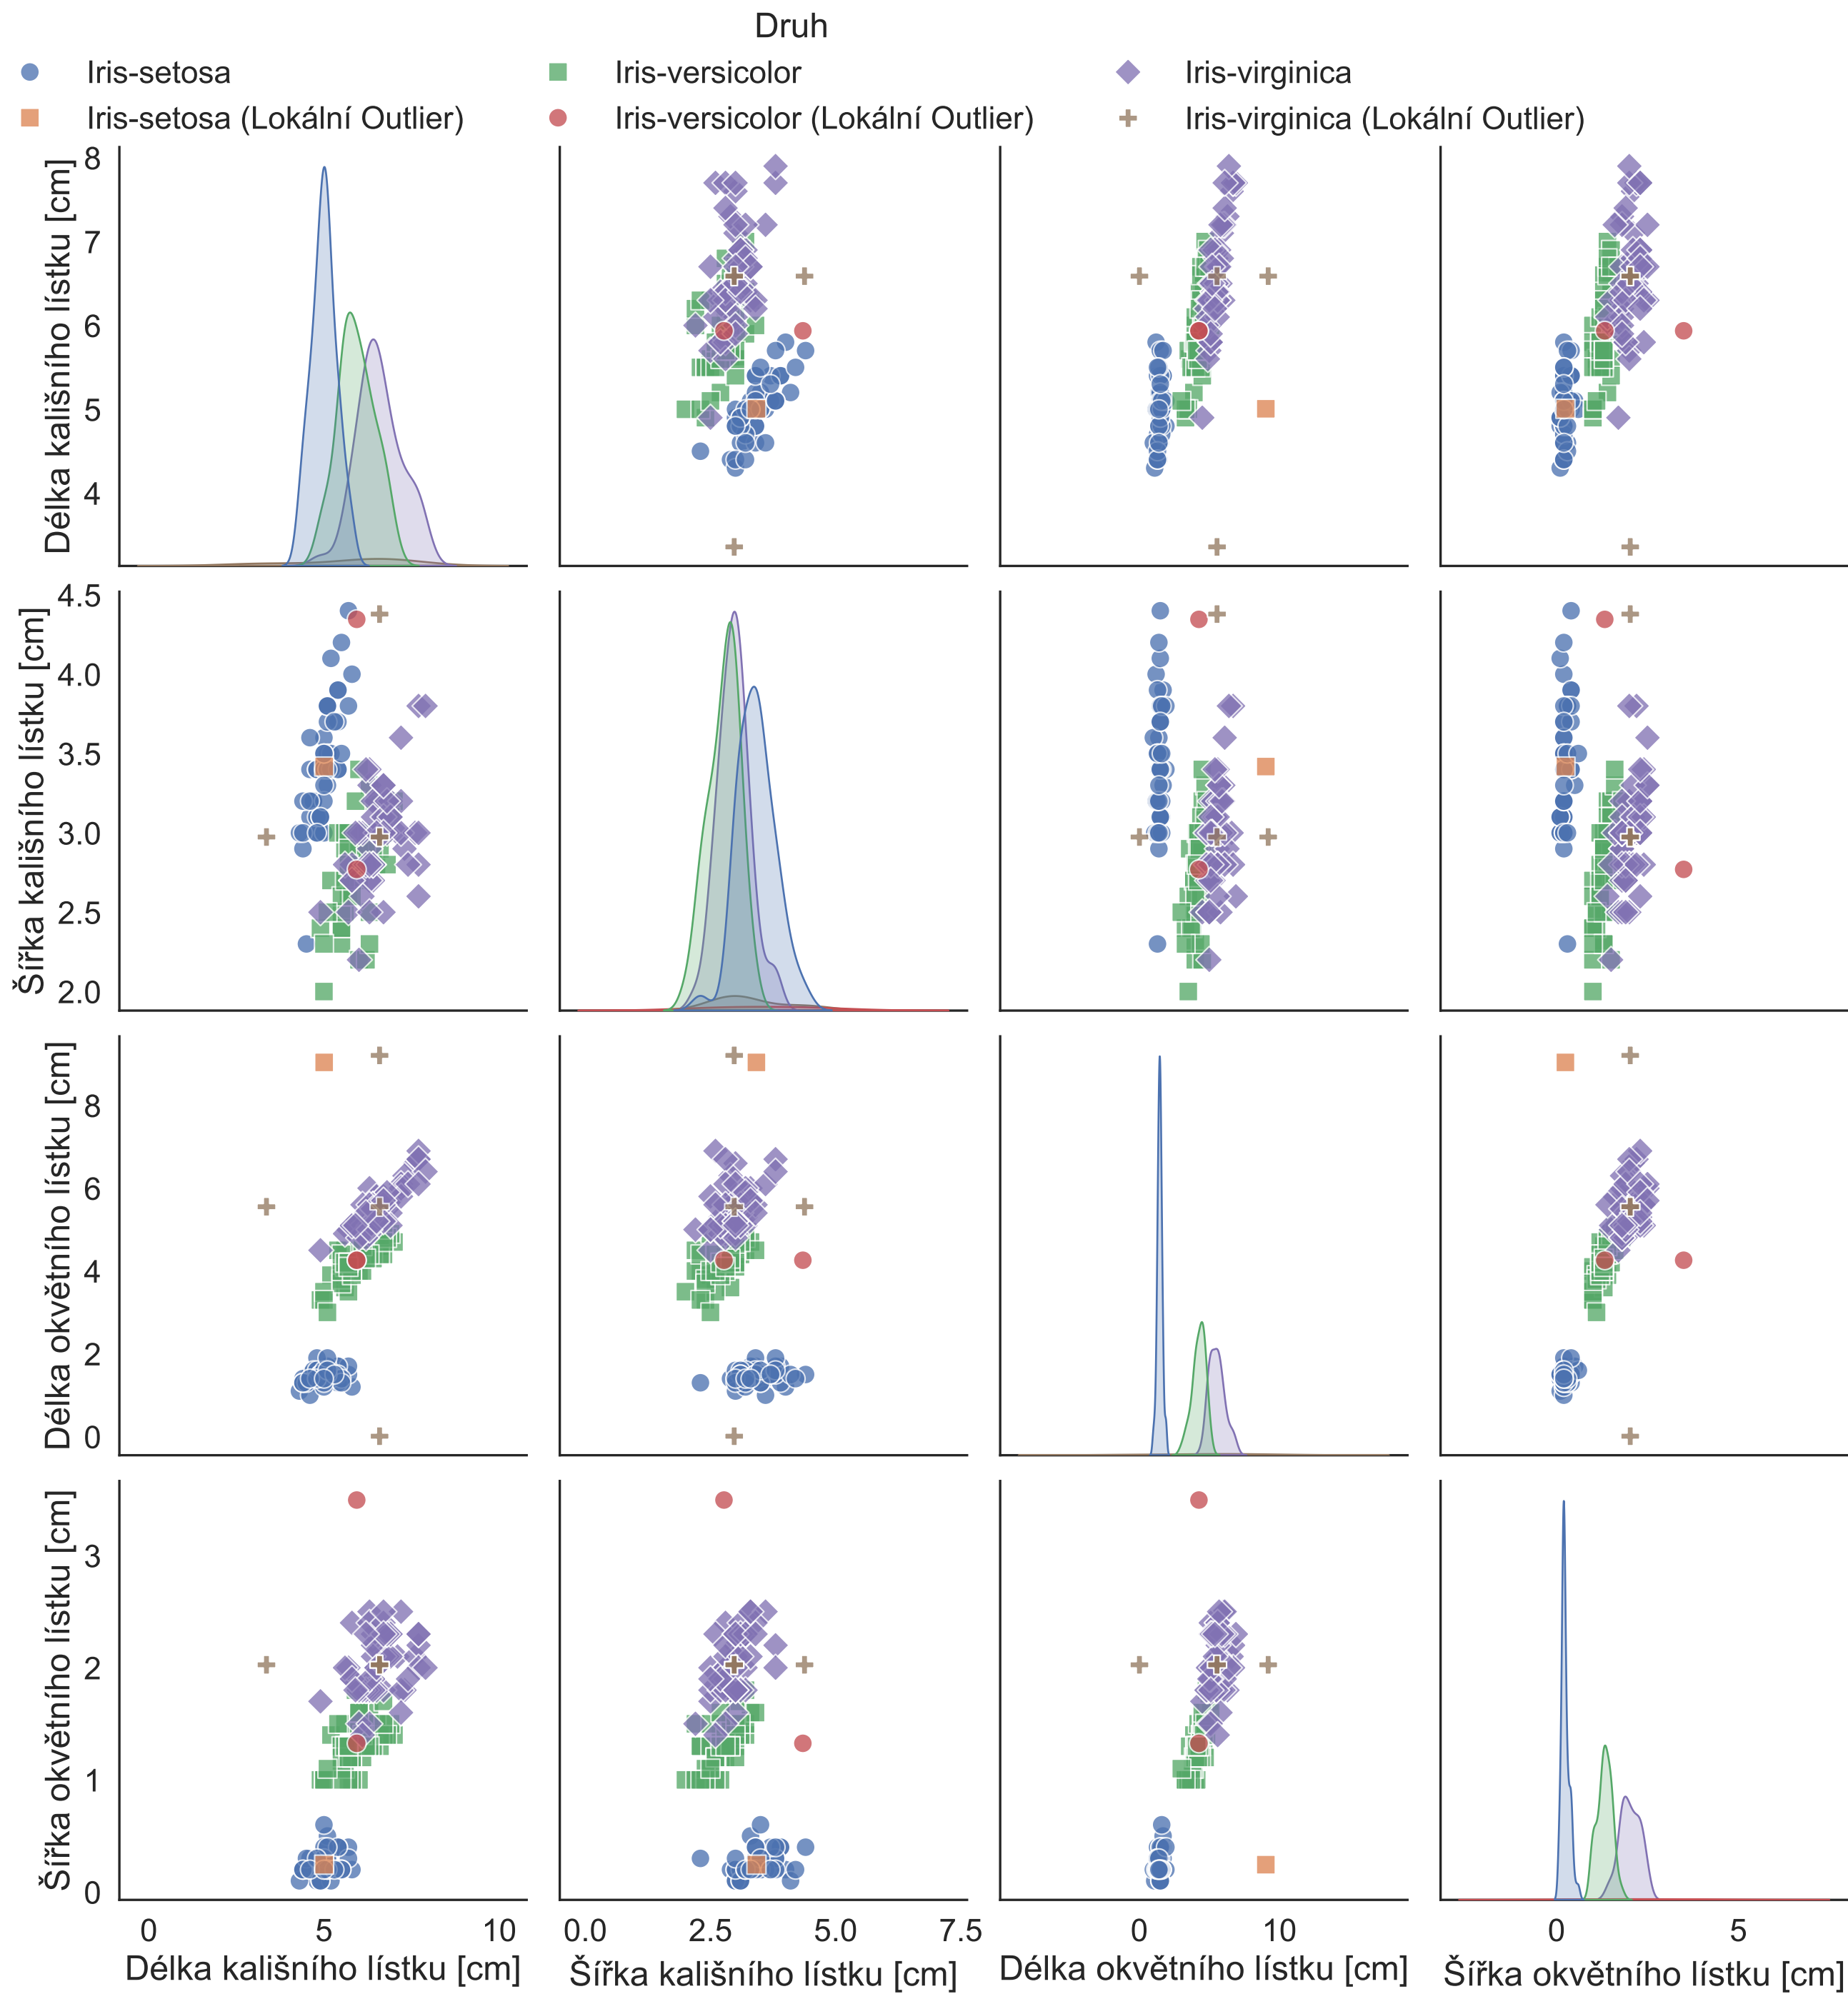 Druh
Iris-setosa
Iris-versicolor
Iris-virginica
Iris-setosa (Lokální Outlier)
Iris-versicolor (Lokální Outlier)
Iris-virginica (Lokální Outlier)
Délka kališního lístku [cm]
8
7
6
5
4
Šířka kališního lístku [cm]
4.5
4.0
3.5
3.0
2.5
2.0
Délka okvětního lístku [cm]
8
6
4
2
0
Šířka okvětního lístku [cm]
3
2
1
0
0 5 10
0.0 2.5 5.0 7.5
0 10
0 5
Délka kališního lístku [cm]
Šířka kališního lístku [cm]
Délka okvětního lístku [cm]
Šířka okvětního lístku [cm]